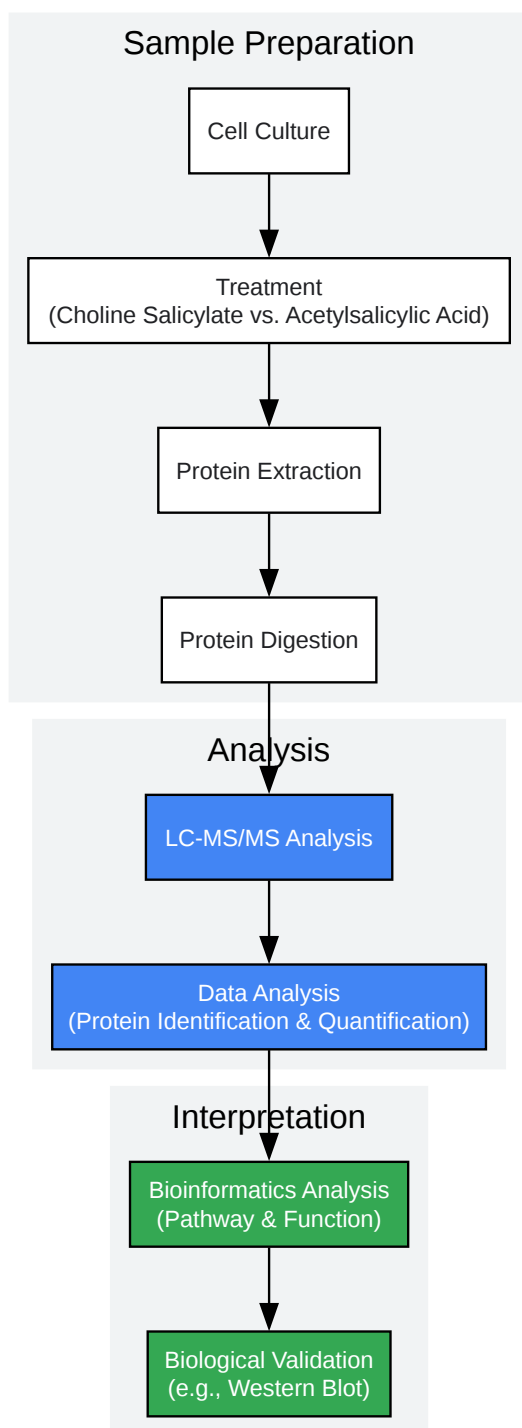 Sample Preparation
Cell Culture
Treatment
(Choline Salicylate vs. Acetylsalicylic Acid)
Protein Extraction
Protein Digestion
Analysis
LC-MS/MS Analysis
Data Analysis
(Protein Identification & Quantification)
Interpretation
Bioinformatics Analysis
(Pathway & Function)
Biological Validation
(e.g., Western Blot)